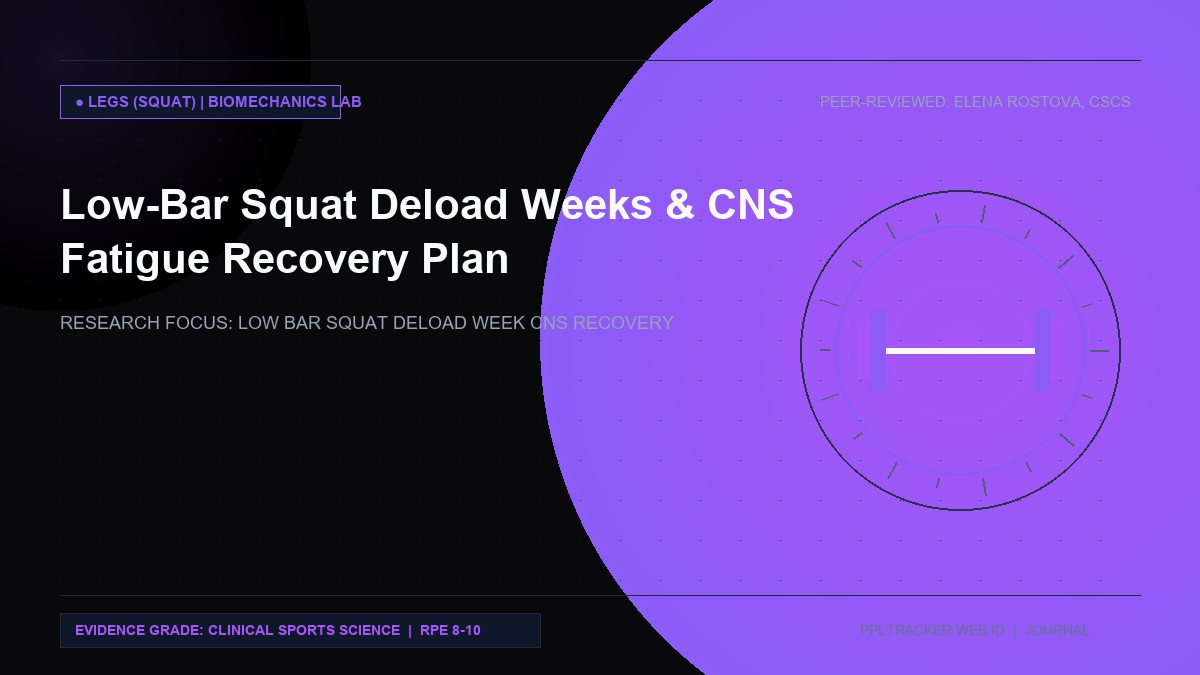 ● LEGS (SQUAT) | BIOMECHANICS LAB
PEER-REVIEWED: ELENA ROSTOVA, CSCS
Low-Bar Squat Deload Weeks & CNS
Fatigue Recovery Plan
RESEARCH FOCUS: LOW BAR SQUAT DELOAD WEEK CNS RECOVERY
EVIDENCE GRADE: CLINICAL SPORTS SCIENCE | RPE 8-10
PPLTRACKER WEB ID | JOURNAL